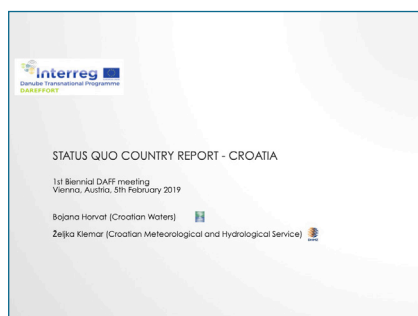 Interreg
Danube Transnational Programme
DAREFFORT
STATUS QUO COUNTRY REPORT - CROATIA
1st Biennial DAFF meeting
Vienna, Austria, 5th February 2019
Bojana Horvat (Croatian Waters)
Željka Klemar (Croatian Meteorological and Hydrological Service)